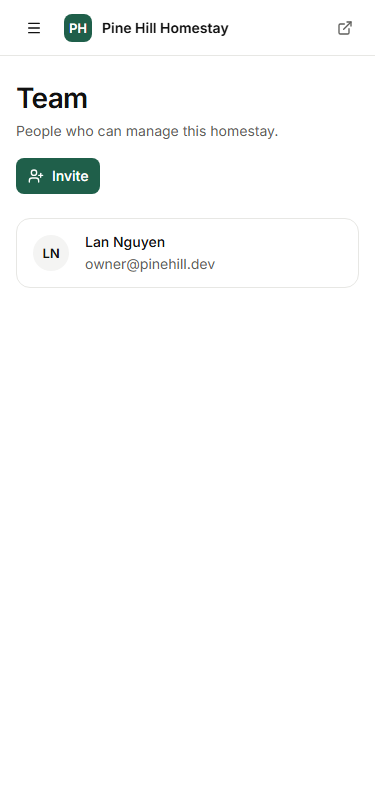 PH Pine Hill Homestay
Team
People who can manage this homestay.
Invite
LN
Lan Nguyen
owner@pinehill.dev